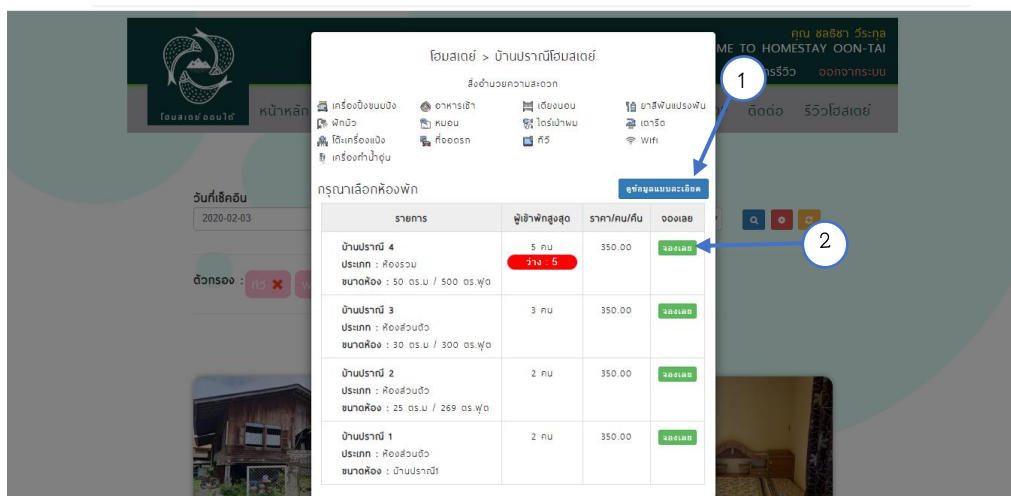 คุณ ชลธิชา วีระกุล
ME TO HOMESTAY OON-TAI
ารรีวิว ออกจากระบบ
โฮมสเตย์ออนใต้
หน้าหลัก
ติดต่อ รีวิวโฮสเตย์
โฮมสเตย์ > บ้านปราณีโฮมสเตย์
สิ่งอำนวยความสะดวก
เครื่องปิ้งขนมปัง อาหารเช้า เตียงนอน ยาสีฟันแปรงฟัน
ฝักบัว หมอน ไดร์เป่าผม เตารีด
โต๊ะเครื่องแป้ง ที่จอดรถ ทีวี Wifi
เครื่องทำน้ำอุ่น
กรุณาเลือกห้องพัก
ดูข้อมูลแบบละเอียด
1
วันที่เช็คอิน
2020-02-03
รายการ ผู้เข้าพักสูงสุด ราคา/คน/คืน จองเลย
บ้านปราณี 4 5 คน 350.00 จองเลย
ว่าง : 5
2
ประเภท : ห้องรวม
ขนาดห้อง : 50 ตร.ม / 500 ตร.ฟุต
ตัวกรอง : ทีวี
บ้านปราณี 3 3 คน 350.00 จองเลย
ประเภท : ห้องส่วนตัว
ขนาดห้อง : 30 ตร.ม / 300 ตร.ฟุต
บ้านปราณี 2 2 คน 350.00 จองเลย
ประเภท : ห้องส่วนตัว
ขนาดห้อง : 25 ตร.ม / 269 ตร.ฟุต
บ้านปราณี 1 2 คน 350.00 จองเลย
ประเภท : ห้องส่วนตัว
ขนาดห้อง : บ้านปราณี1